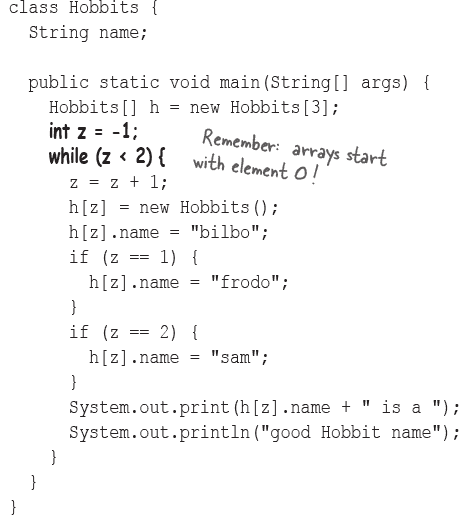 class Hobbits {
String name;
public static void main(String[] args) {
Hobbits[] h = new Hobbits[3];
int z = -1;
while (z < 2) {
Remember: arrays start
with element 0!
z = z + 1;
h[z] = new Hobbits();
h[z].name = "bilbo";
if (z == 1) {
h[z].name = "frodo";
}
if (z == 2) {
h[z].name = "sam";
}
System.out.print(h[z].name + " is a ");
System.out.println("good Hobbit name");
}
}
}